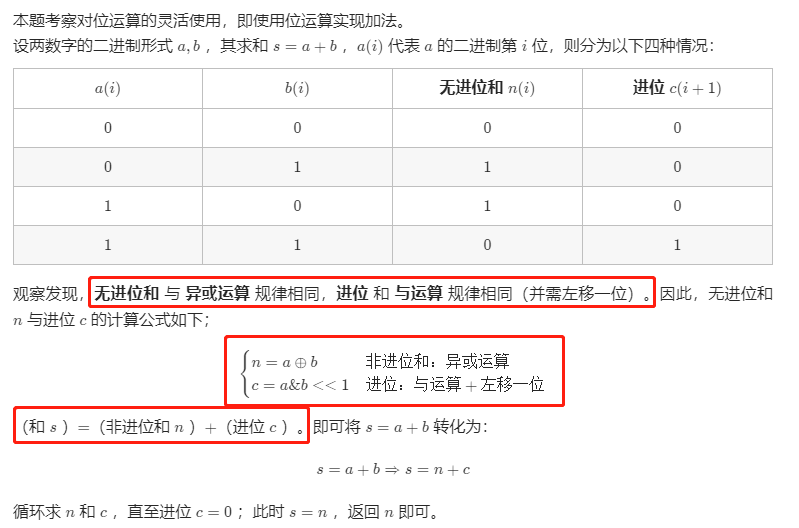 本题考察对位运算的灵活使用，即使用位运算实现加法。
设两数字的二进制形式 a, b ，其求和 s = a + b ，a(i) 代表 a 的二进制第 i 位，则分为以下四种情况：
a(i) b(i) 无进位和 n(i) 进位 c(i + 1)
0 0 0 0
0 1 1 0
1 0 1 0
1 1 0 1
观察发现，无进位和 与 异或运算 规律相同，进位 和 与运算 规律相同（并需左移一位）。因此，无进位和
n 与进位 c 的计算公式如下；
n = a ⊕ b 非进位和：异或运算
c = a&b << 1 进位：与运算 + 左移一位
（和 s ）=（非进位和 n ）+（进位 c ）。即可将 s = a + b 转化为：
s = a + b ⇒ s = n + c
循环求 n 和 c ，直至进位 c = 0 ；此时 s = n ，返回 n 即可。